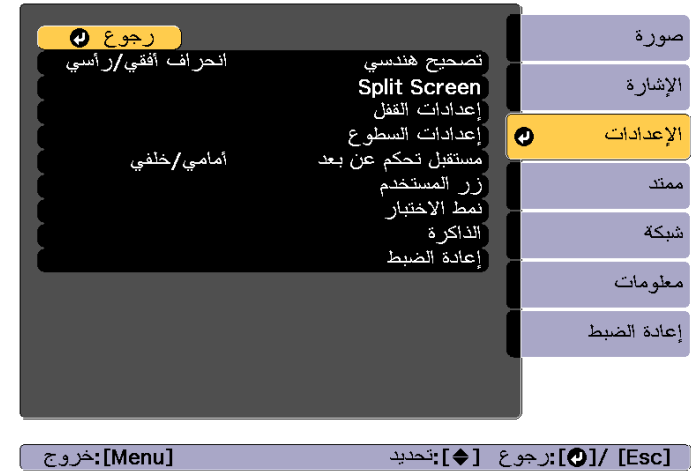 صورة
الإشارة
الإعدادات
ممتد
شبكة
معلومات
إعادة الضبط
رجوع
تصحيح هندسي انحراف أفقي/رأسي
Split Screen
إعدادات القفل
إعدادات السطوع
مستقبل تحكم عن بعد أمامي/خلفي
زر المستخدم
نمط الاختبار
الذاكرة
إعادة الضبط
[Esc] /[]:رجوع []:تحديد [Menu]:خروج